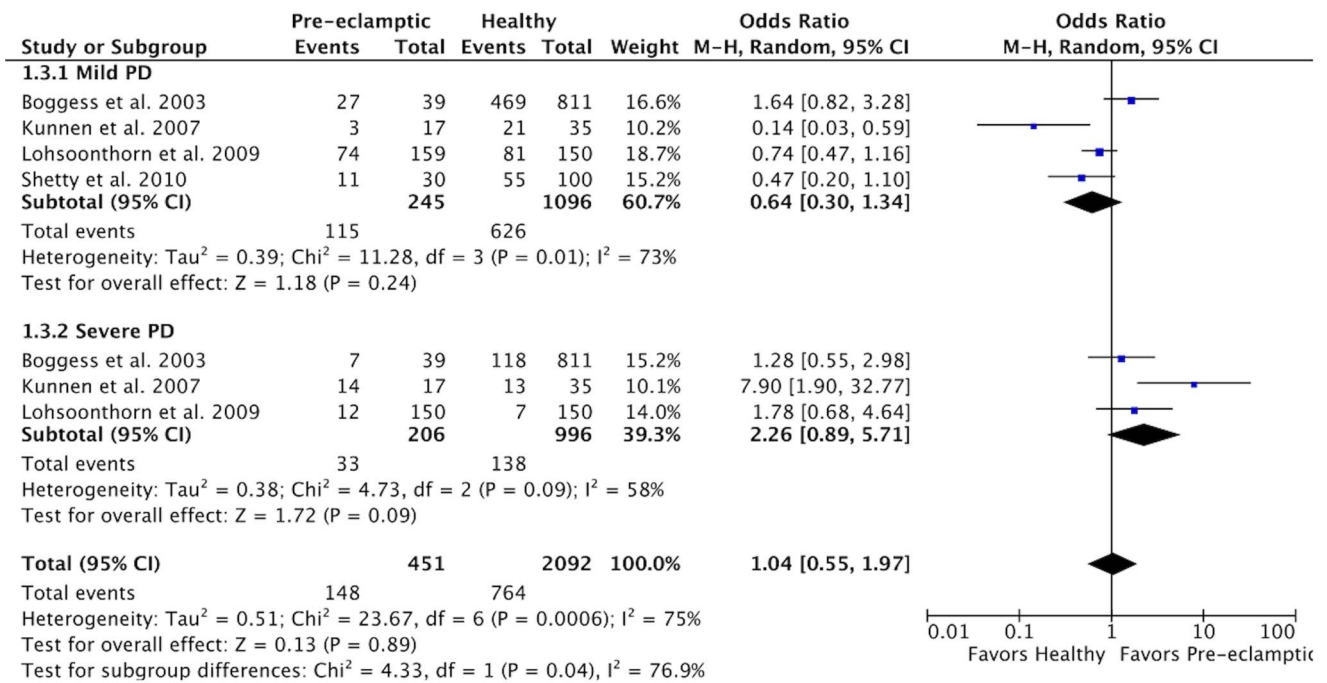 Pre-eclamptic Healthy Odds Ratio Odds Ratio
Study or Subgroup Events Total Events Total Weight M-H, Random, 95% CI M-H, Random, 95% CI
1.3.1 Mild PD
Boggess et al. 2003 27 39 469 811 16.6% 1.64 [0.82, 3.28]
Kunnen et al. 2007 3 17 21 35 10.2% 0.14 [0.03, 0.59]
Lohsoonthorn et al. 2009 74 159 81 150 18.7% 0.74 [0.47, 1.16]
Shetty et al. 2010 11 30 55 100 15.2% 0.47 [0.20, 1.10]
Subtotal (95% CI) 245 1096 60.7% 0.64 [0.30, 1.34]
Total events 115 626
Heterogeneity: Tau² = 0.39; Chi² = 11.28, df = 3 (P = 0.01); I² = 73%
Test for overall effect: Z = 1.18 (P = 0.24)
1.3.2 Severe PD
Boggess et al. 2003 7 39 118 811 15.2% 1.28 [0.55, 2.98]
Kunnen et al. 2007 14 17 13 35 10.1% 7.90 [1.90, 32.77]
Lohsoonthorn et al. 2009 12 150 7 150 14.0% 1.78 [0.68, 4.64]
Subtotal (95% CI) 206 996 39.3% 2.26 [0.89, 5.71]
Total events 33 138
Heterogeneity: Tau² = 0.38; Chi² = 4.73, df = 2 (P = 0.09); I² = 58%
Test for overall effect: Z = 1.72 (P = 0.09)
Total (95% CI) 451 2092 100.0% 1.04 [0.55, 1.97]
Total events 148 764
Heterogeneity: Tau² = 0.51; Chi² = 23.67, df = 6 (P = 0.0006); I² = 75%
Test for overall effect: Z = 0.13 (P = 0.89)
Test for subgroup differences: Chi² = 4.33, df = 1 (P = 0.04), I² = 76.9%
0.01 0.1 1 10 100
Favors Healthy Favors Pre-eclamptic